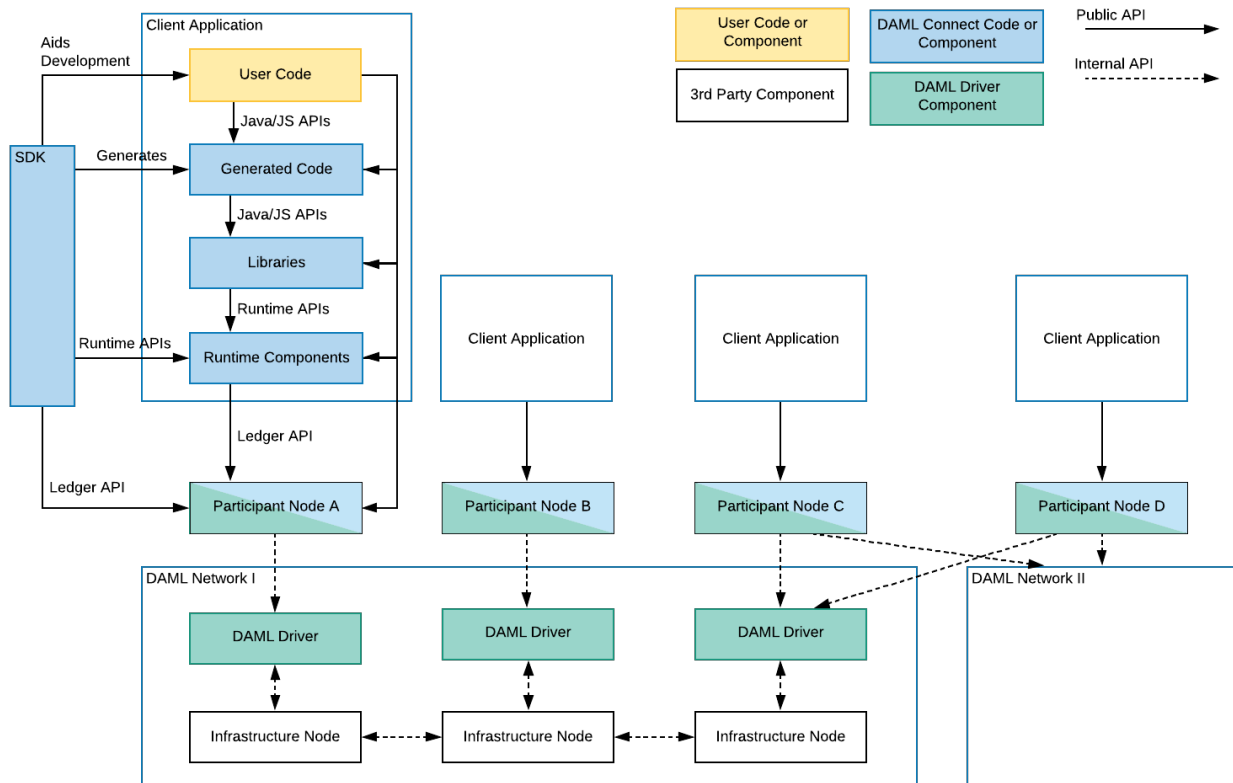 Client Application
Aids
Development
User Code
Java/JS APIs
SDK
Generates
Generated Code
Java/JS APIs
Libraries
Runtime APIs
Runtime APIs
Runtime Components
Ledger API
Ledger API
User Code or
Component
DAML Connect Code or
Component
Public API
3rd Party Component
DAML Driver
Component
Internal API
Client Application
Client Application
Client Application
Participant Node A
Participant Node B
Participant Node C
Participant Node D
DAML Network I
DAML Network II
DAML Driver
DAML Driver
DAML Driver
Infrastructure Node
Infrastructure Node
Infrastructure Node